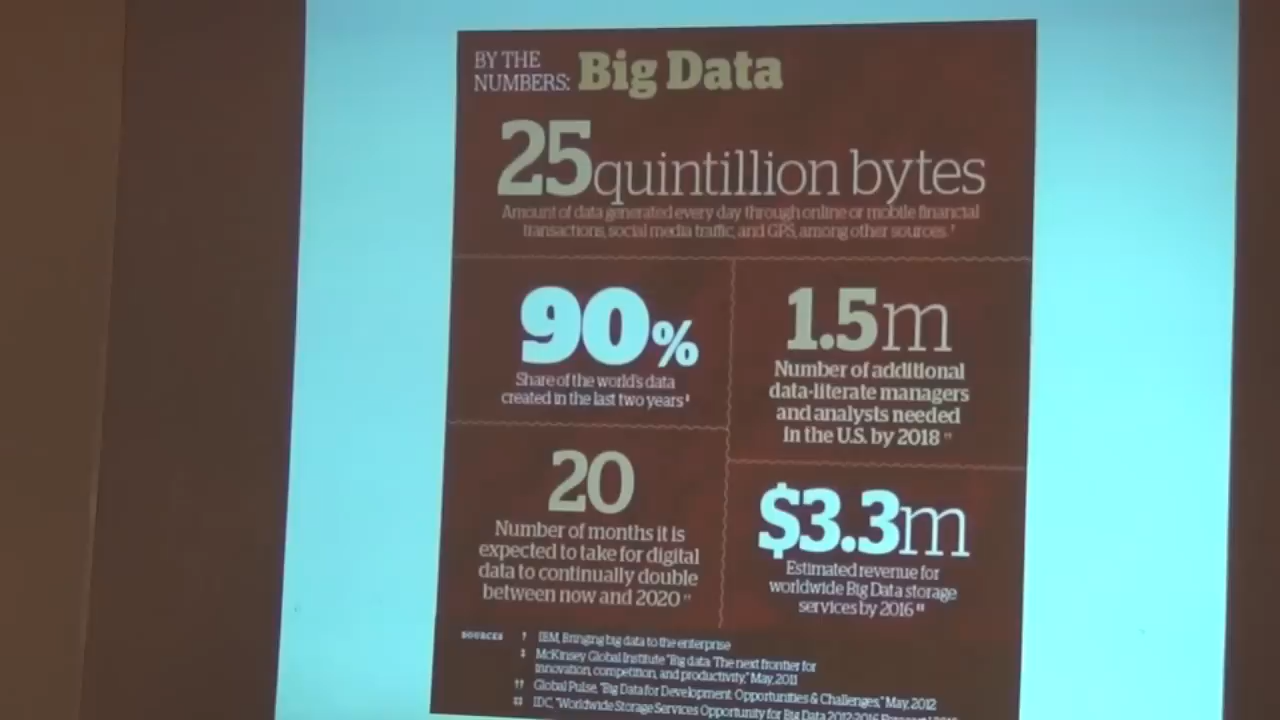 BY THE
NUMBERS: Big Data
25 quintillion bytes
Amount of data generated every day through online or mobile financial
transactions, social media traffic, and GPS, among other sources.†
90%
Share of the world's data
created in the last two years‡
1.5m
Number of additional
data-literate managers
and analysts needed
in the U.S. by 2018 ††
20
Number of months it is
expected to take for digital
data to continually double
between now and 2020 ††
$3.3m
Estimated revenue for
worldwide Big Data storage
services by 2016 ‡‡
SOURCES † IBM, Bringing big data to the enterprise
‡ McKinsey Global Institute "Big data: The next frontier for
innovation, competition, and productivity," May, 2011
†† Global Pulse, "Big Data for Development: Opportunities & Challenges," May, 2012
‡‡ IDC, "Worldwide Storage Services Opportunity for Big Data 2012-2016